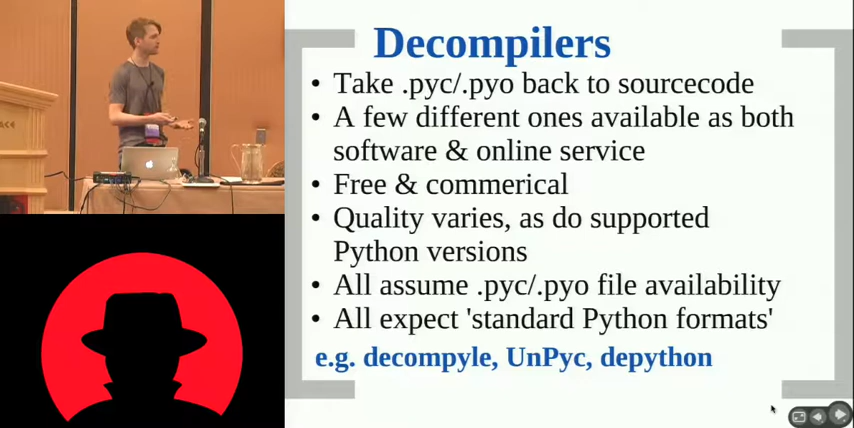 Decompilers
• Take .pyc/.pyo back to sourcecode
• A few different ones available as both
software & online service
• Free & commerical
• Quality varies, as do supported
Python versions
• All assume .pyc/.pyo file availability
• All expect 'standard Python formats'
e.g. decompyle, UnPyc, depython